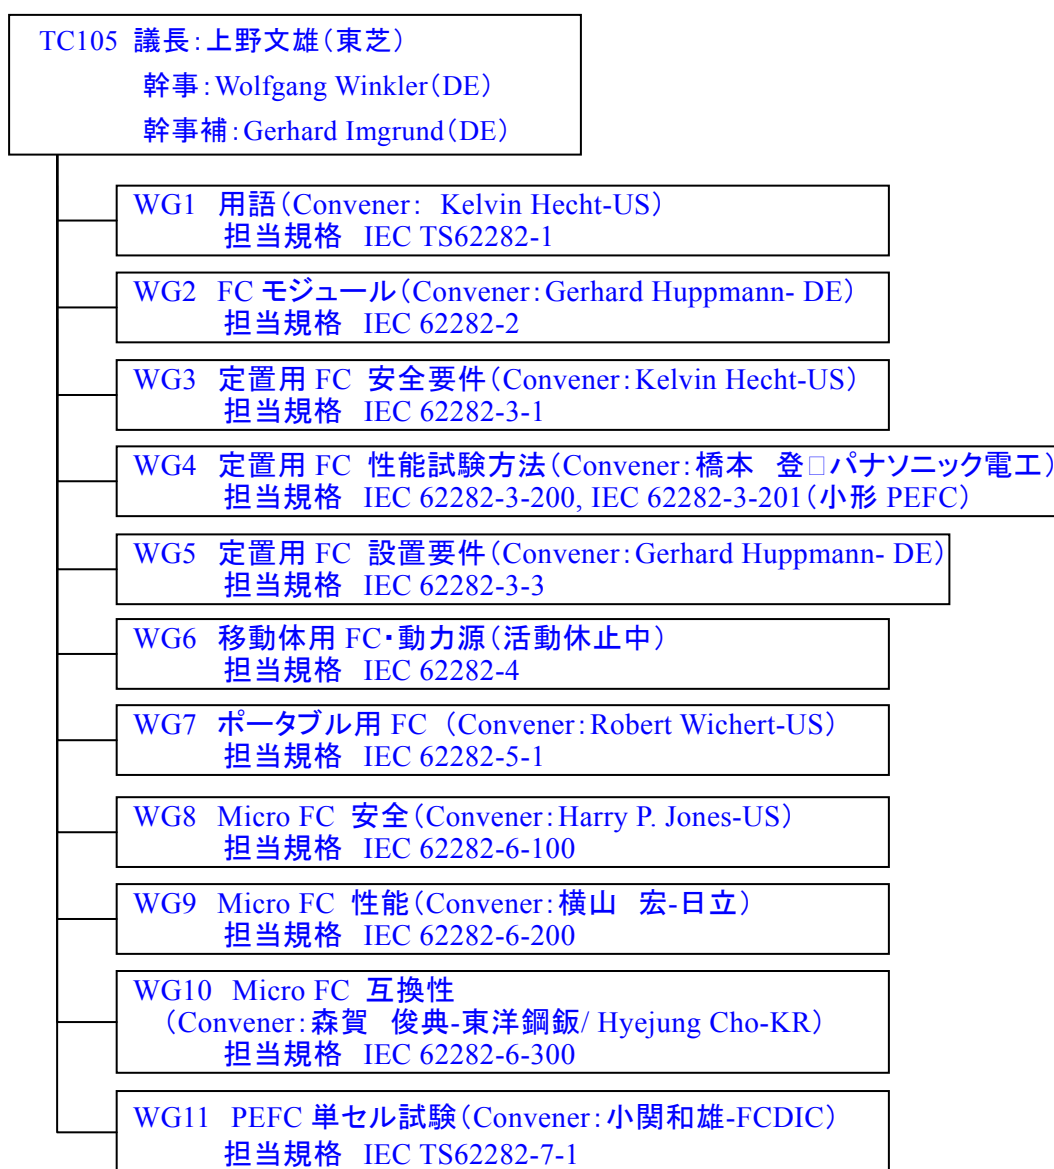 TC105 議長：上野文雄（東芝）
幹事：Wolfgang Winkler（DE）
幹事補：Gerhard Imgrund（DE）
WG1 用語（Convener： Kelvin Hecht-US）
担当規格 IEC TS62282-1
WG2 FC モジュール（Convener：Gerhard Huppmann- DE）
担当規格 IEC 62282-2
WG3 定置用 FC 安全要件（Convener：Kelvin Hecht-US）
担当規格 IEC 62282-3-1
WG4 定置用 FC 性能試験方法（Convener：橋本 登□パナソニック電工）
担当規格 IEC 62282-3-200, IEC 62282-3-201（小形 PEFC）
WG5 定置用 FC 設置要件（Convener：Gerhard Huppmann- DE）
担当規格 IEC 62282-3-3
WG6 移動体用 FC・動力源（活動休止中）
担当規格 IEC 62282-4
WG7 ポータブル用 FC （Convener：Robert Wichert-US）
担当規格 IEC 62282-5-1
WG8 Micro FC 安全（Convener：Harry P. Jones-US）
担当規格 IEC 62282-6-100
WG9 Micro FC 性能（Convener：横山 宏-日立）
担当規格 IEC 62282-6-200
WG10 Micro FC 互換性
（Convener：森賀 俊典-東洋鋼鈑/ Hyejung Cho-KR）
担当規格 IEC 62282-6-300
WG11 PEFC 単セル試験（Convener：小関和雄-FCDIC）
担当規格 IEC TS62282-7-1